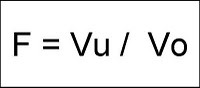 F = Vu / Vo